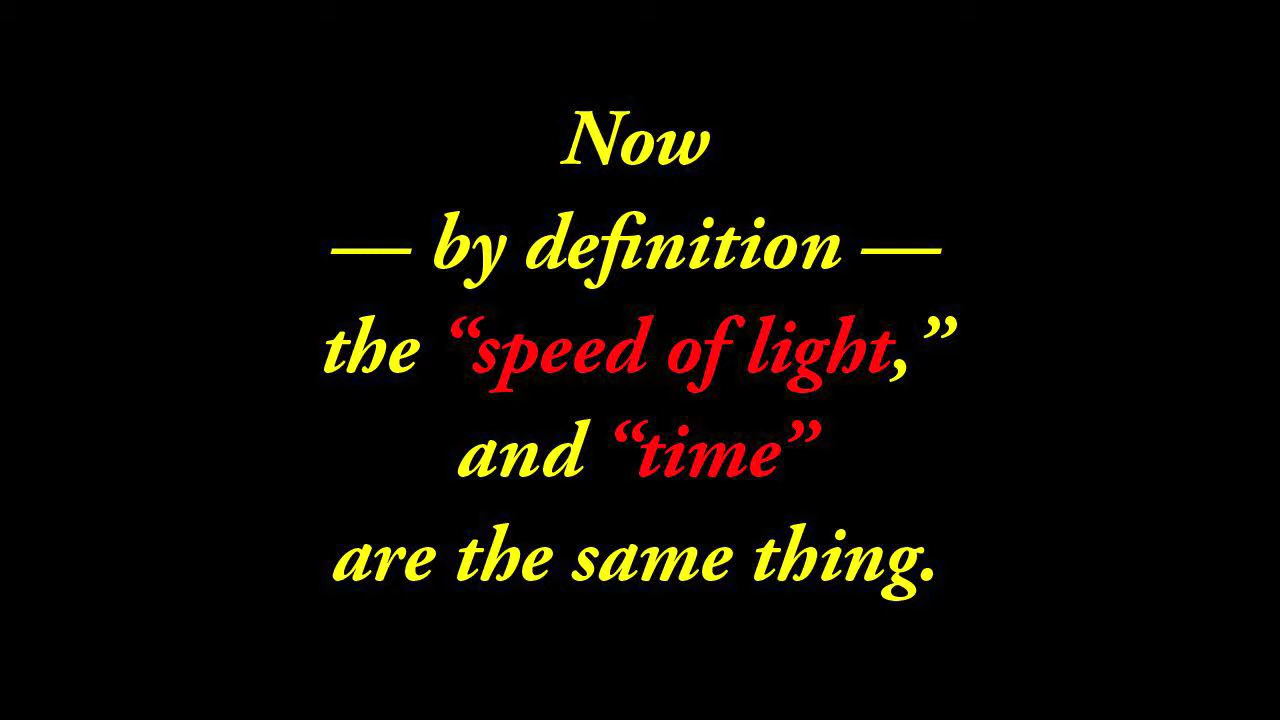 Now
— by definition —
the “speed of light,”
and “time”
are the same thing.